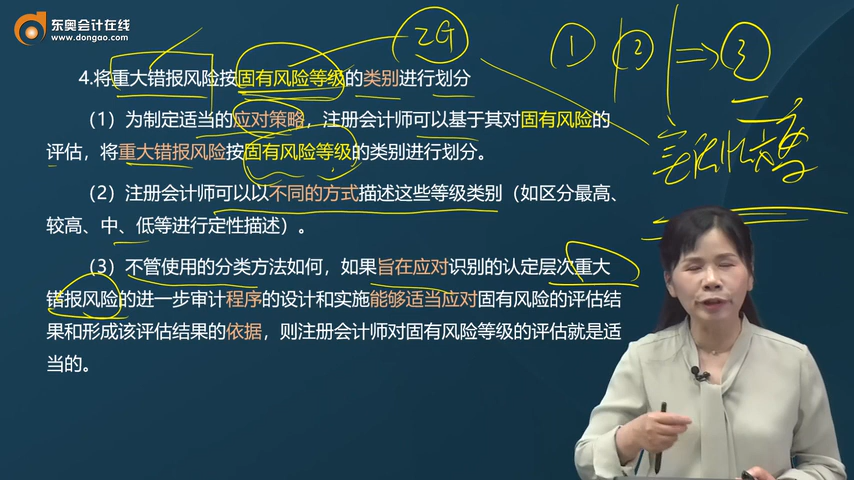 东奥会计在线
www.dongao.com
ZG
① ② ⇒ ③
4.将重大错报风险按固有风险等级的类别进行划分
(1)为制定适当的应对策略，注册会计师可以基于其对固有风险的
评估，将重大错报风险按固有风险等级的类别进行划分。
(2)注册会计师可以以不同的方式描述这些等级类别（如区分最高、
较高、中、低等进行定性描述）。
(3)不管使用的分类方法如何，如果旨在应对识别的认定层次重大
错报风险的进一步审计程序的设计和实施能够适当应对固有风险的评估结
果和形成该评估结果的依据，则注册会计师对固有风险等级的评估就是适
当的。